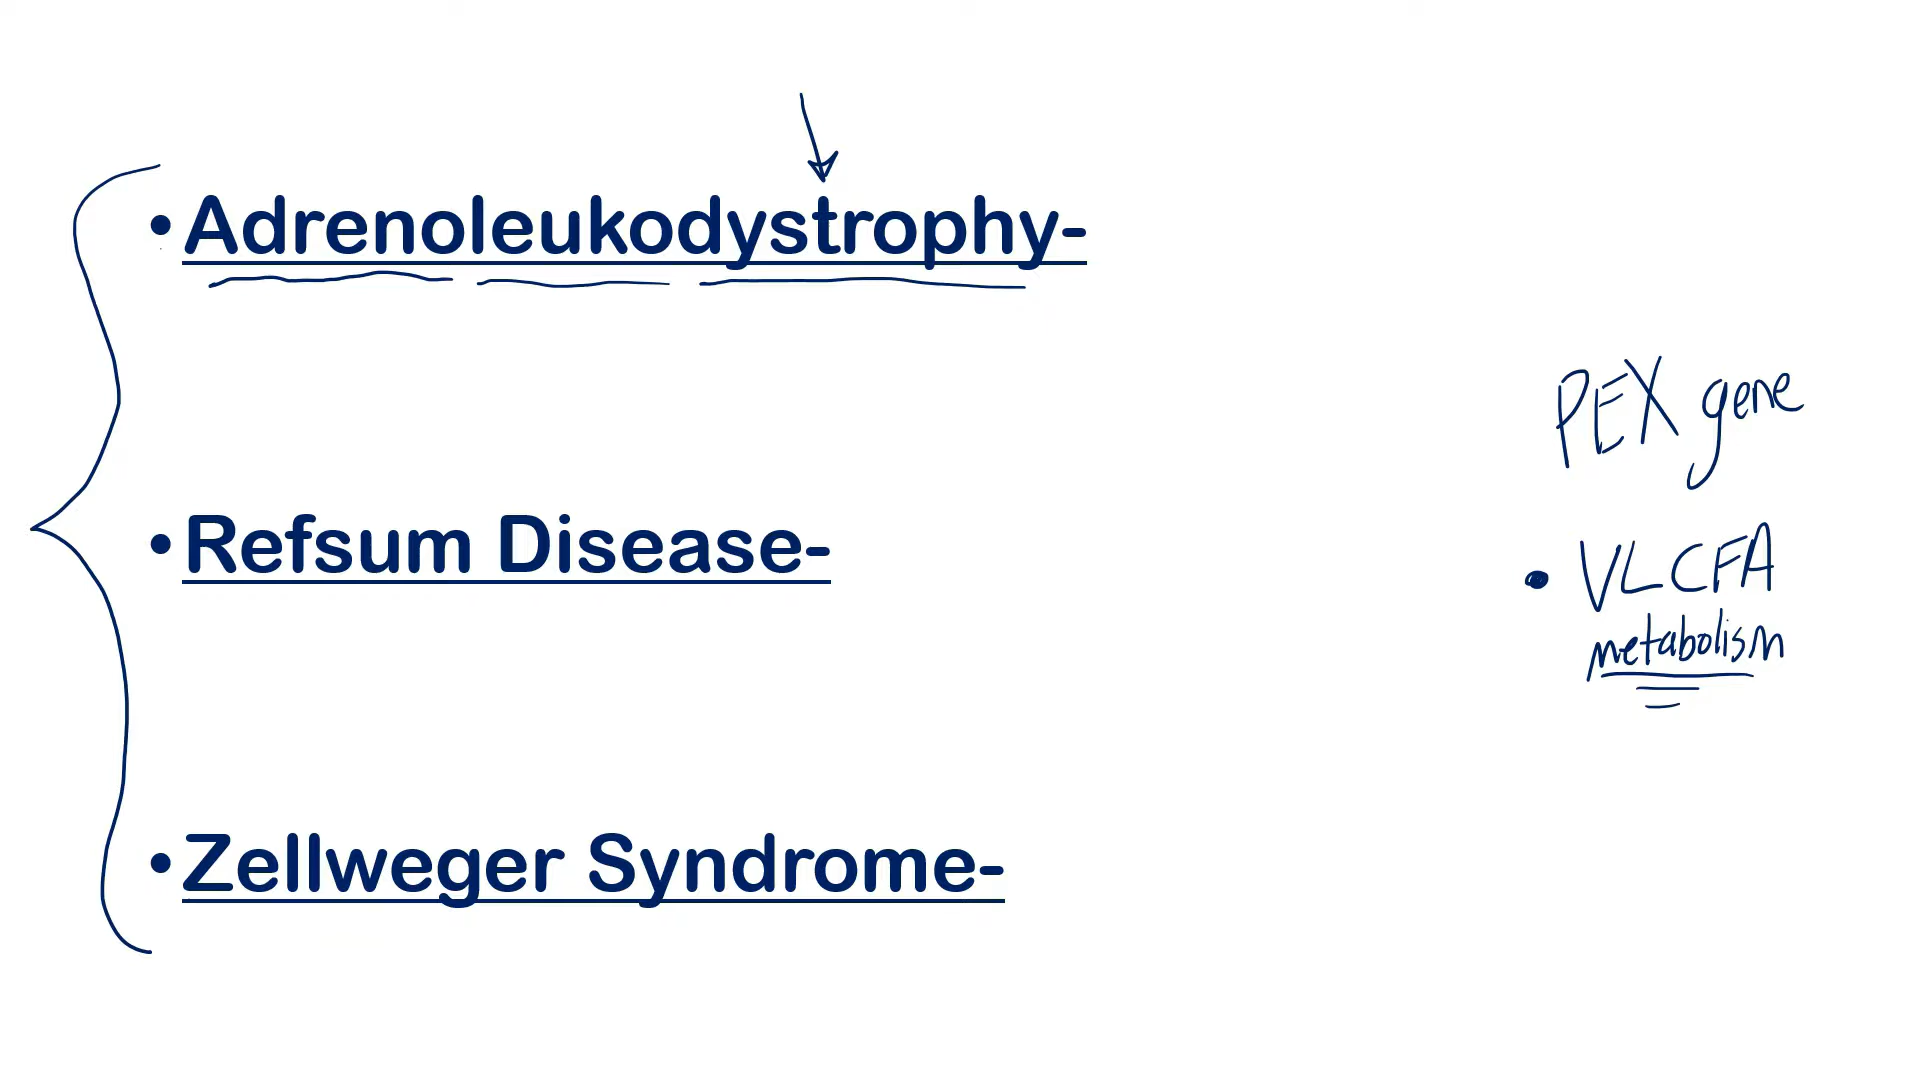 • Adrenoleukodystrophy-
• Refsum Disease-
• Zellweger Syndrome-
PEX gene
• VLCFA
metabolism